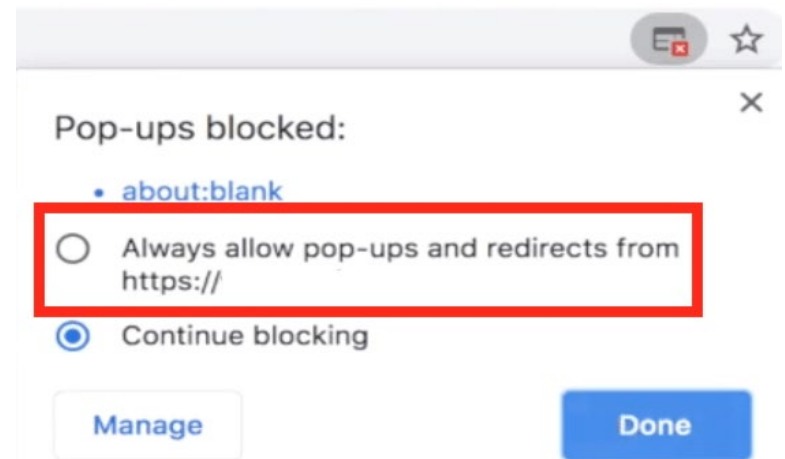 Pop-ups blocked:
• about:blank
Always allow pop-ups and redirects from
https://
Continue blocking
Manage
Done